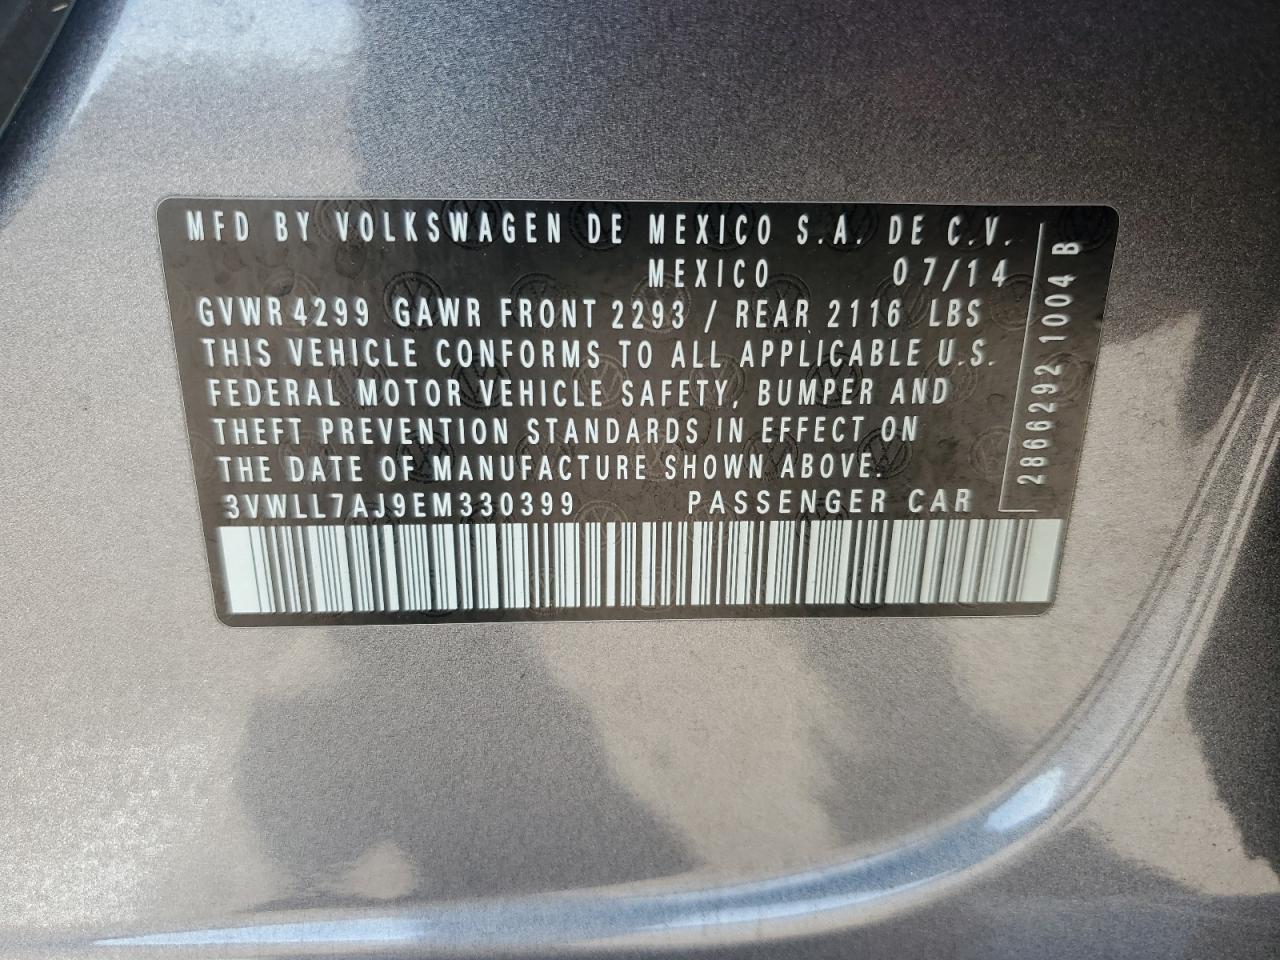 MFD BY VOLKSWAGEN DE MEXICO S.A. DE C.V.
MEXICO 07/14
GVWR 4299 GAWR FRONT 2293 / REAR 2116 LBS
THIS VEHICLE CONFORMS TO ALL APPLICABLE U.S.
FEDERAL MOTOR VEHICLE SAFETY, BUMPER AND
THEFT PREVENTION STANDARDS IN EFFECT ON
THE DATE OF MANUFACTURE SHOWN ABOVE.
3VWLL7AJ9EM330399 PASSENGER CAR
2866292 1004 B